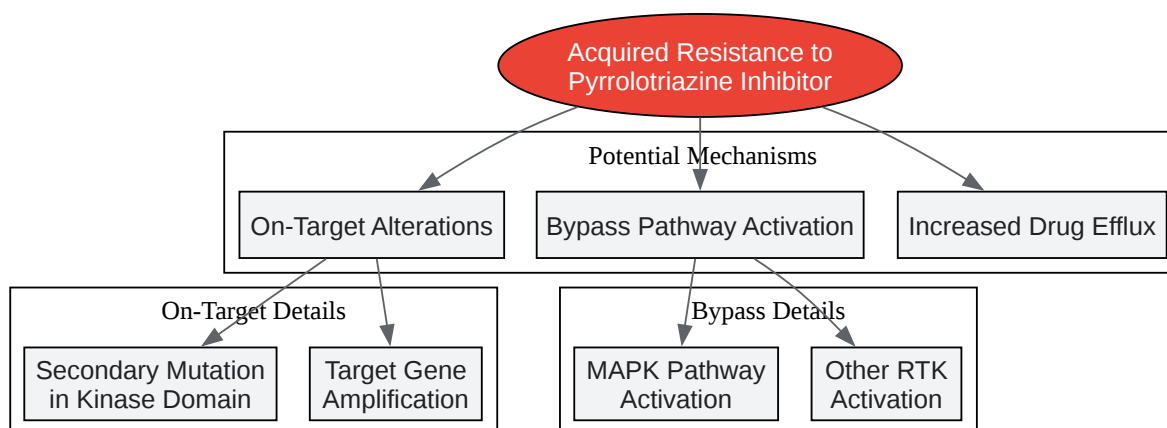 Acquired Resistance to
Pyrrolotriazine Inhibitor
Potential Mechanisms
On-Target Alterations
Bypass Pathway Activation
Increased Drug Efflux
On-Target Details
Bypass Details
Secondary Mutation
in Kinase Domain
Target Gene
Amplification
MAPK Pathway
Activation
Other RTK
Activation